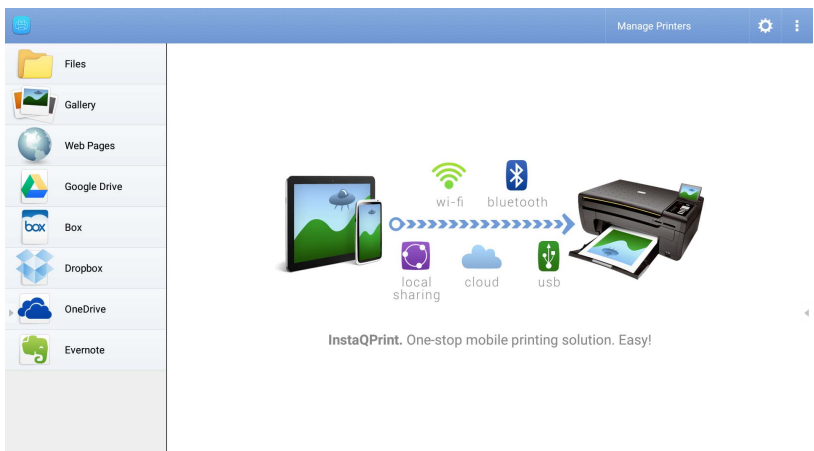 Manage Printers
Files
Gallery
Web Pages
Google Drive
box
Box
Dropbox
OneDrive
Evernote
wi-fi
bluetooth
local
sharing
cloud
usb
InstaQPrint. One-stop mobile printing solution. Easy!